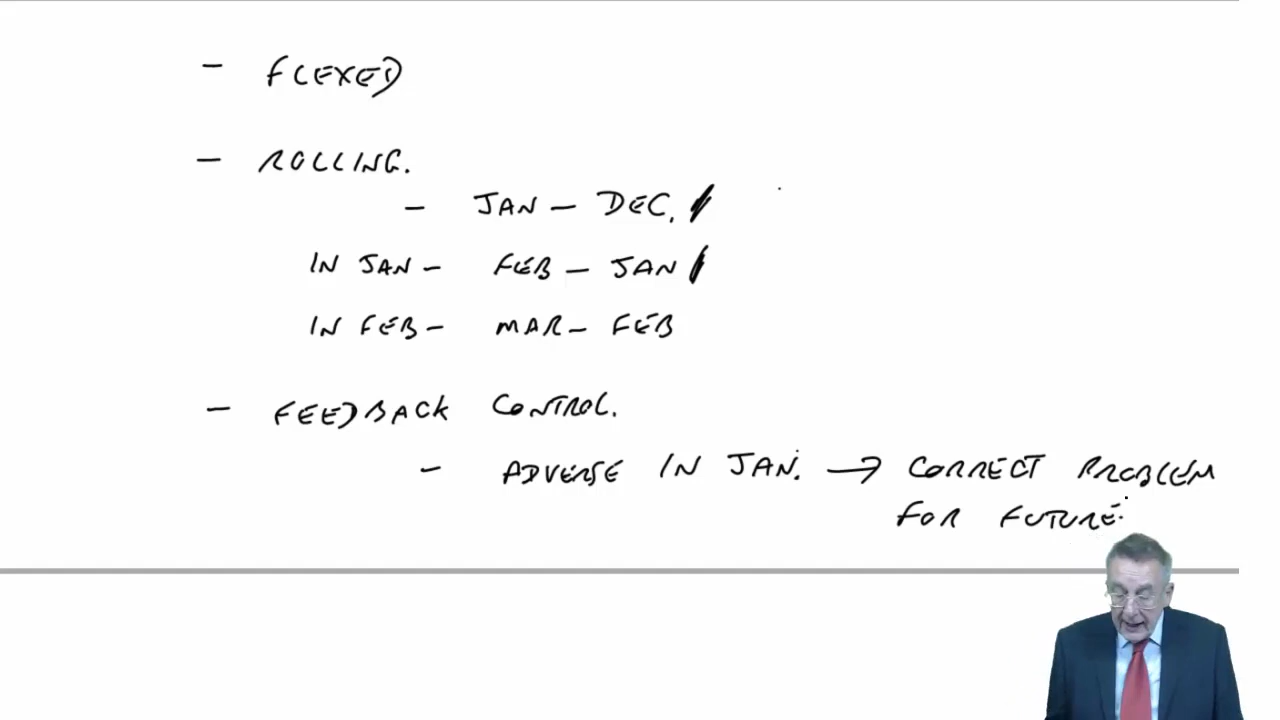 - FLEXED
- ROLLING.
- JAN - DEC.
IN JAN - FEB - JAN
IN FEB - MAR - FEB
- FEEDBACK CONTROL.
- ADVERSE IN JAN. → CORRECT PROBLEM
FOR FUTURE.